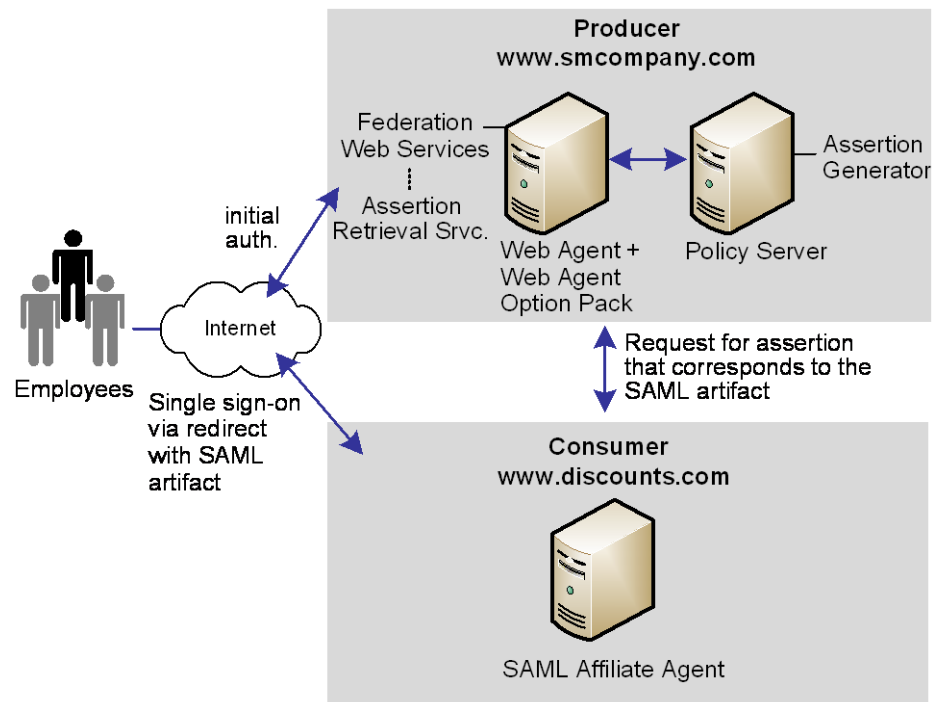 Producer
www.smcompany.com
Federation
Web Services
Assertion
Retrieval Srvc.
Web Agent +
Web Agent
Option Pack
Policy Server
Assertion
Generator
initial
auth.
Internet
Employees
Single sign-on
via redirect
with SAML
artifact
Request for assertion
that corresponds to the
SAML artifact
Consumer
www.discounts.com
SAML Affiliate Agent